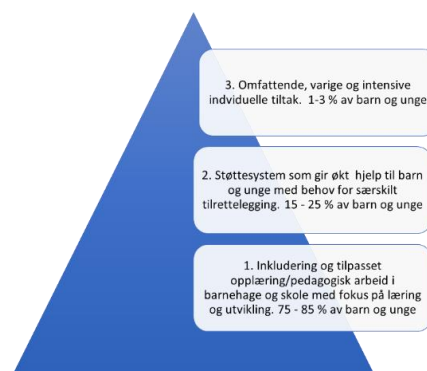 3. Omfattende, varige og intensive
indviduelle tiltak. 1-3 % av barn og unge
2. Støttesystem som gir økt hjelp til barn
og unge med behov for særskilt
tilrettelegging. 15 - 25 % av barn og unge
1. Inkludering og tilpasset
opplæring/pedagogisk arbeid i
barnehage og skole med fokus på læring
og utvikling. 75 - 85 % av barn og unge